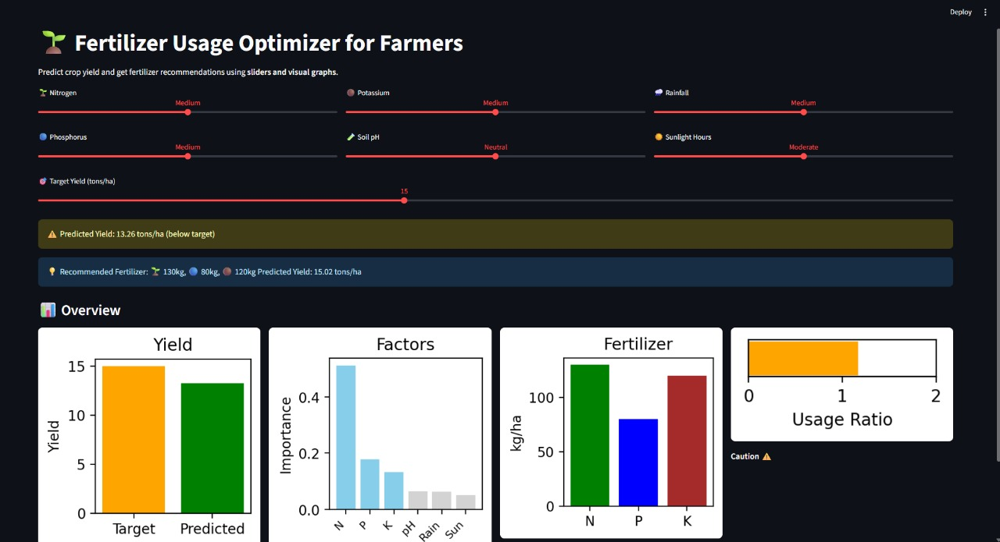 Deploy
Fertilizer Usage Optimizer for Farmers
Predict crop yield and get fertilizer recommendations using sliders and visual graphs.
Nitrogen
Medium
Potassium
Medium
Rainfall
Medium
Phosphorus
Medium
Soil pH
Neutral
Sunlight Hours
Moderate
Target Yield (tons/ha)
15
Predicted Yield: 13.26 tons/ha (below target)
Recommended Fertilizer: 130kg, 80kg, 120kg Predicted Yield: 15.02 tons/ha
Overview
Yield
15
10
5
0
Yield
Target Predicted
Factors
0.4
0.2
0.0
Importance
N P K pH Rain Sun
Fertilizer
100
50
0
kg/ha
N P K
0 1 2
Usage Ratio
Caution